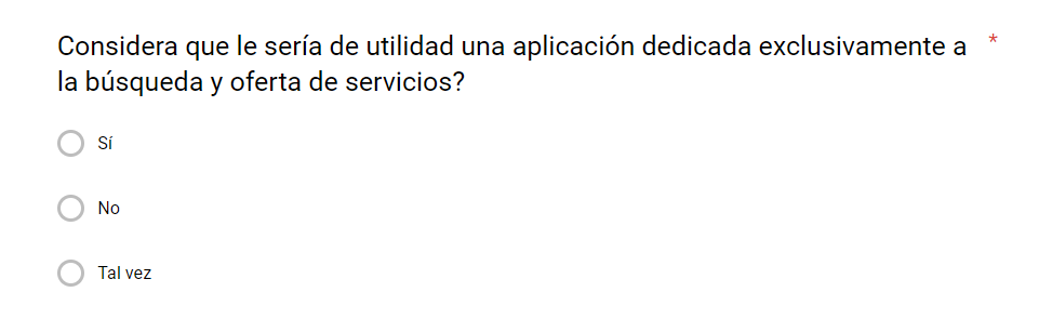 Considera que le sería de utilidad una aplicación dedicada exclusivamente a *
la búsqueda y oferta de servicios?
Sí
No
Tal vez